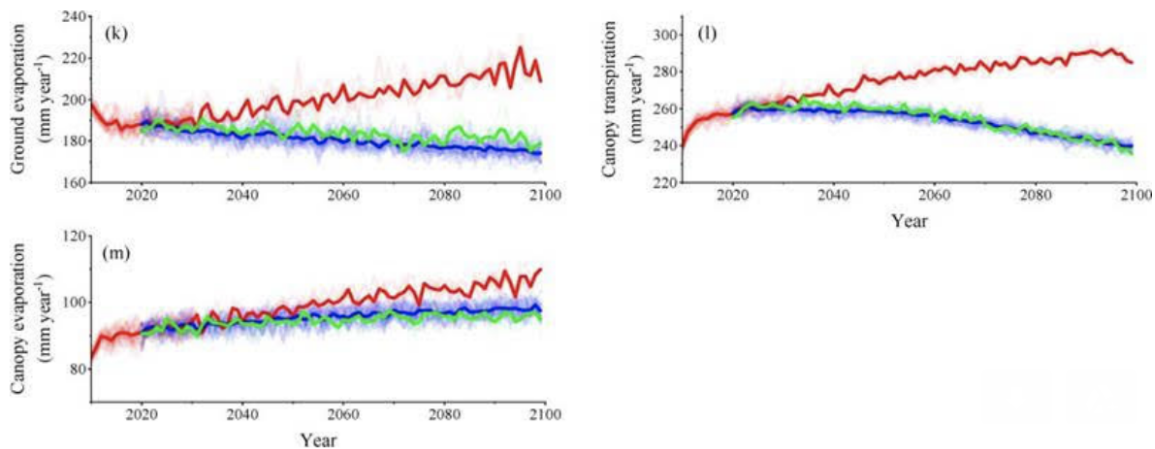 (k)
Ground evaporation
(mm year-1)
240
220
200
180
160
2020 2040 2060 2080 2100
(l)
Canopy transpiration
(mm year-1)
300
280
260
240
220
2020 2040 2060 2080 2100
Year
(m)
Canopy evaporation
(mm year-1)
120
100
80
2020 2040 2060 2080 2100
Year